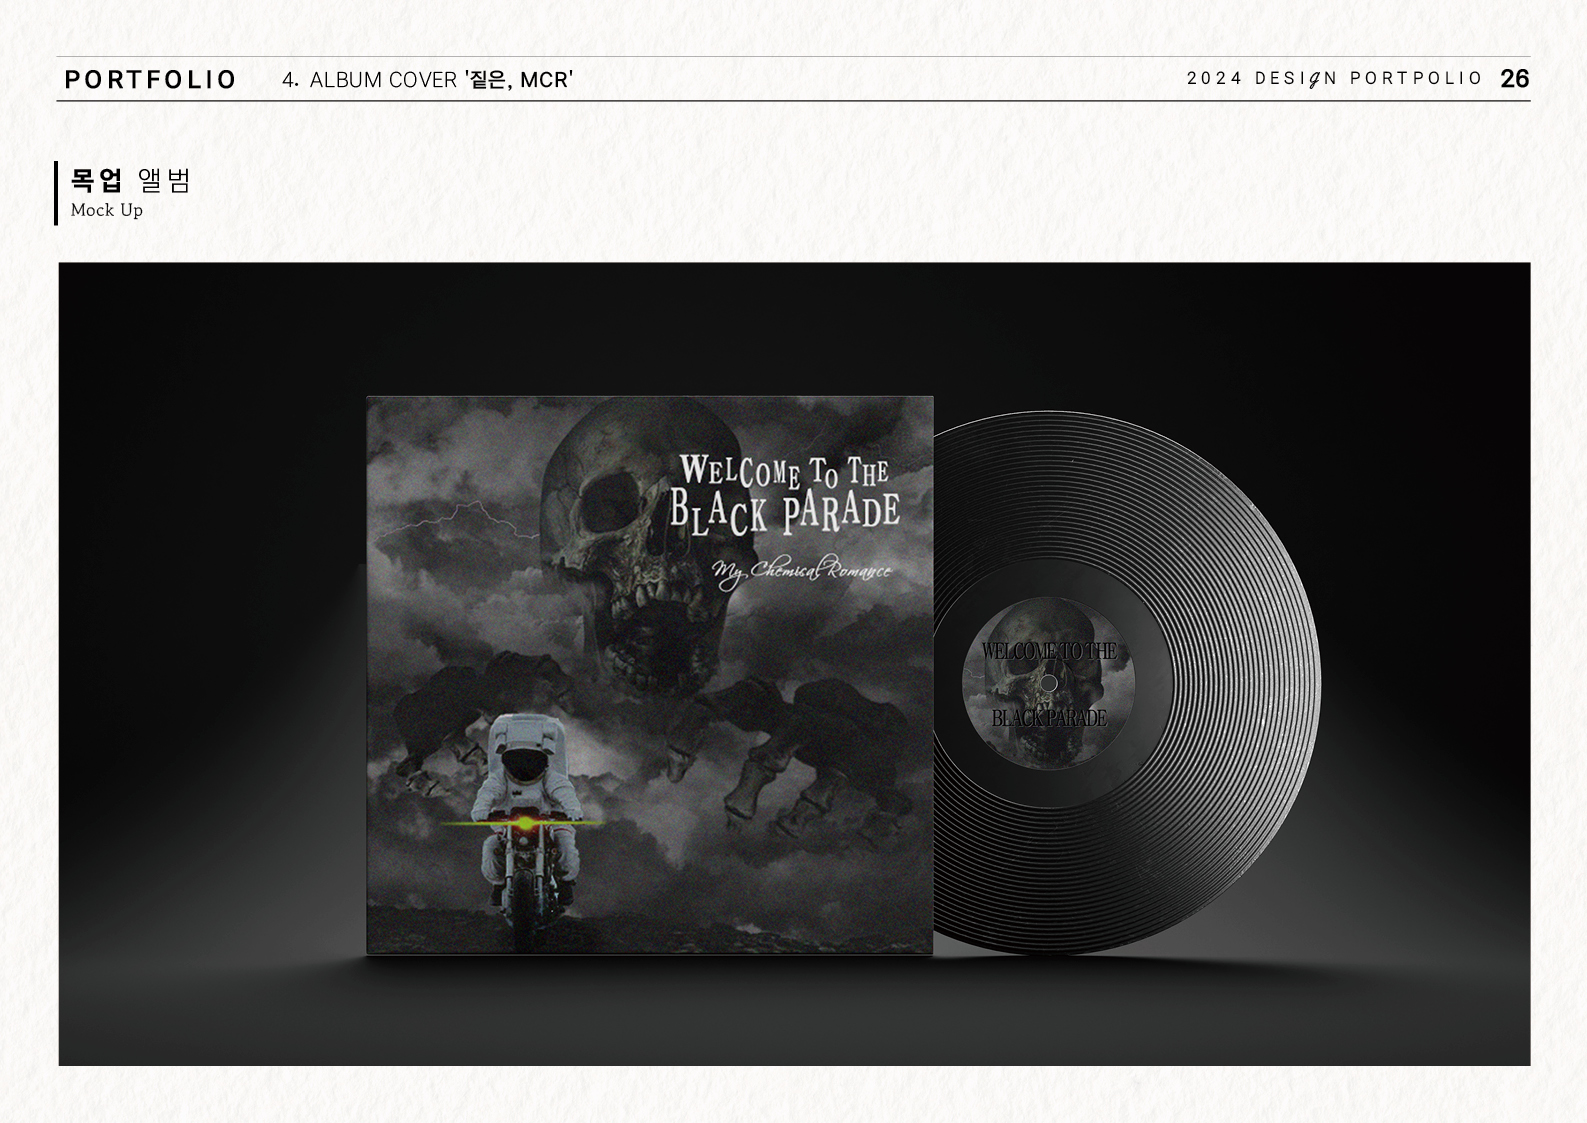 PORTFOLIO 4. ALBUM COVER '짙은, MCR' 2024 DESIGN PORTPOLIO 26
목업 앨범
Mock Up
WELCOME TO THE
BLACK PARADE
My Chemisal Romance
WELCOME TO THE
BLACK PARADE